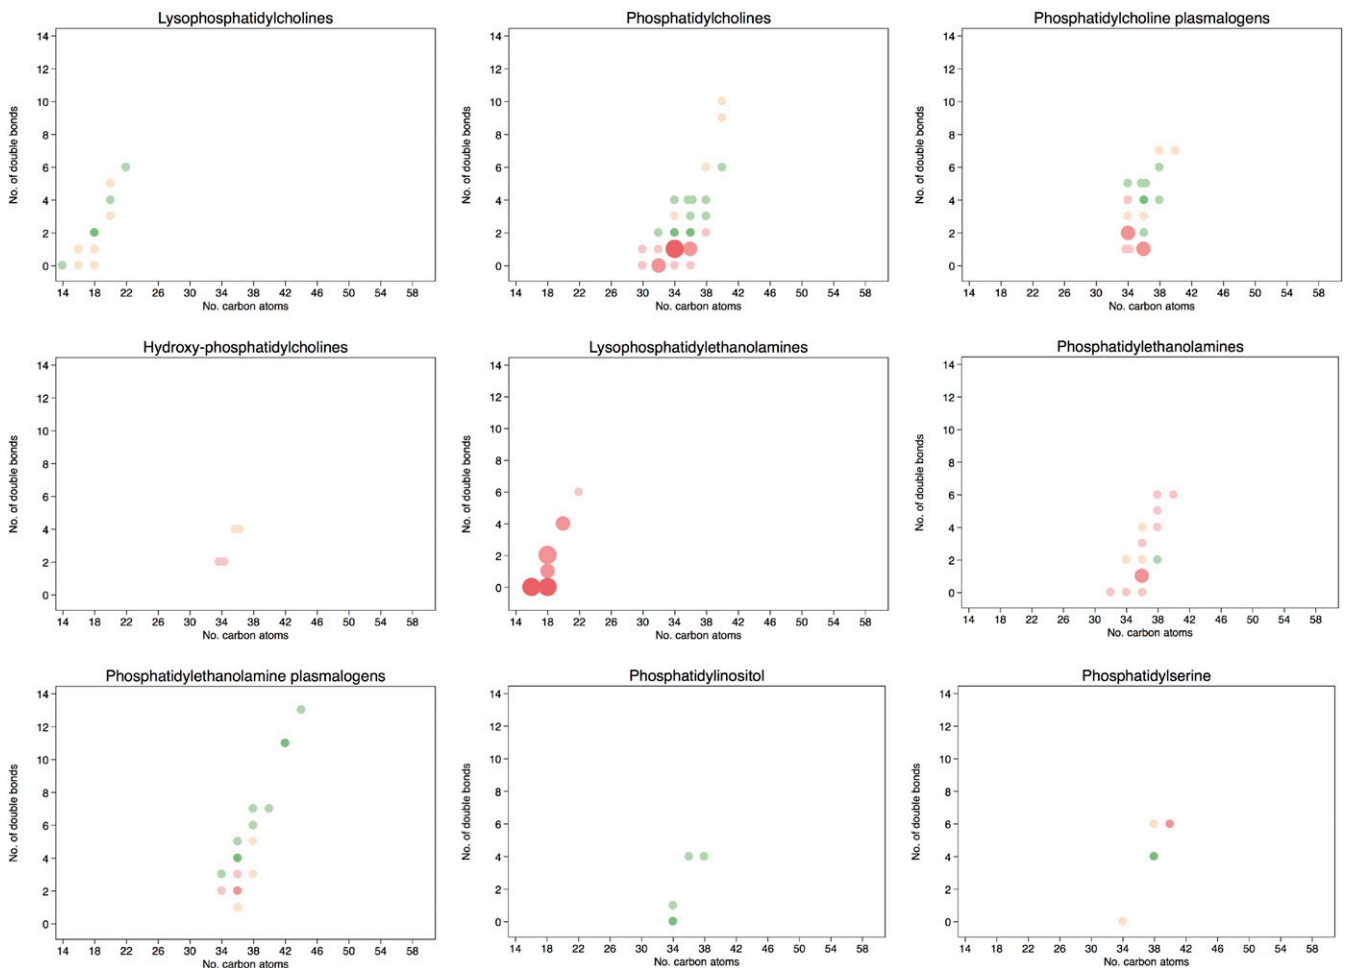 Lysophosphatidylcholines
No. of double bonds
14
12
10
8
6
4
2
0
14 18 22 26 30 34 38 42 46 50 54 58
No. carbon atoms
Phosphatidylcholines
No. of double bonds
14
12
10
8
6
4
2
0
14 18 22 26 30 34 38 42 46 50 54 58
No. carbon atoms
Phosphatidylcholine plasmalogens
No. of double bonds
14
12
10
8
6
4
2
0
14 18 22 26 30 34 38 42 46 50 54 58
No. carbon atoms
Hydroxy-phosphatidylcholines
No. of double bonds
14
12
10
8
6
4
2
0
14 18 22 26 30 34 38 42 46 50 54 58
No. carbon atoms
Lysophosphatidylethanolamines
No. of double bonds
14
12
10
8
6
4
2
0
14 18 22 26 30 34 38 42 46 50 54 58
No. carbon atoms
Phosphatidylethanolamines
No. of double bonds
14
12
10
8
6
4
2
0
14 18 22 26 30 34 38 42 46 50 54 58
No. carbon atoms
Phosphatidylethanolamine plasmalogens
No. of double bonds
14
12
10
8
6
4
2
0
14 18 22 26 30 34 38 42 46 50 54 58
No. carbon atoms
Phosphatidylinositol
No. of double bonds
14
12
10
8
6
4
2
0
14 18 22 26 30 34 38 42 46 50 54 58
No. carbon atoms
Phosphatidylserine
No. of double bonds
14
12
10
8
6
4
2
0
14 18 22 26 30 34 38 42 46 50 54 58
No. carbon atoms